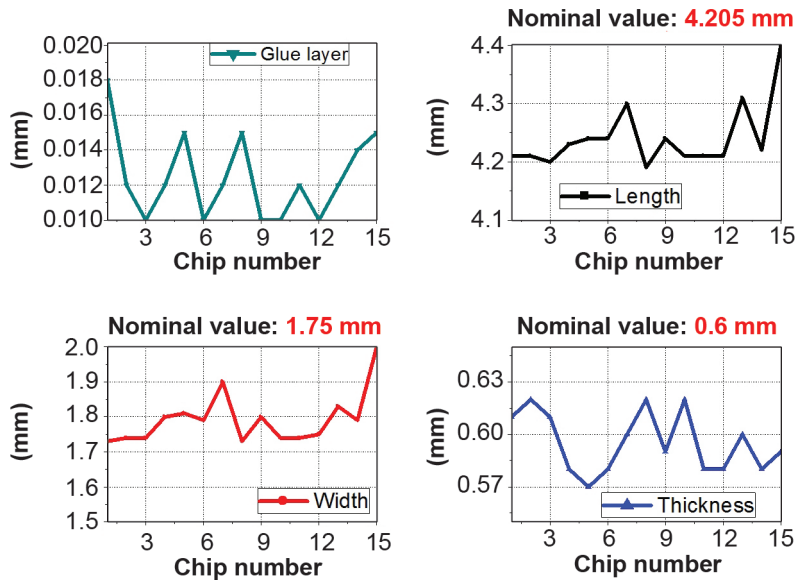 0.020
0.018
0.016
0.014
0.012
0.010
(mm)
Glue layer
3 6 9 12 15
Chip number
Nominal value: 4.205 mm
4.4
4.3
4.2
4.1
(mm)
Length
3 6 9 12 15
Chip number
Nominal value: 1.75 mm
2.0
1.9
1.8
1.7
1.6
1.5
(mm)
Width
3 6 9 12 15
Chip number
Nominal value: 0.6 mm
0.63
0.60
0.57
(mm)
Thickness
3 6 9 12 15
Chip number